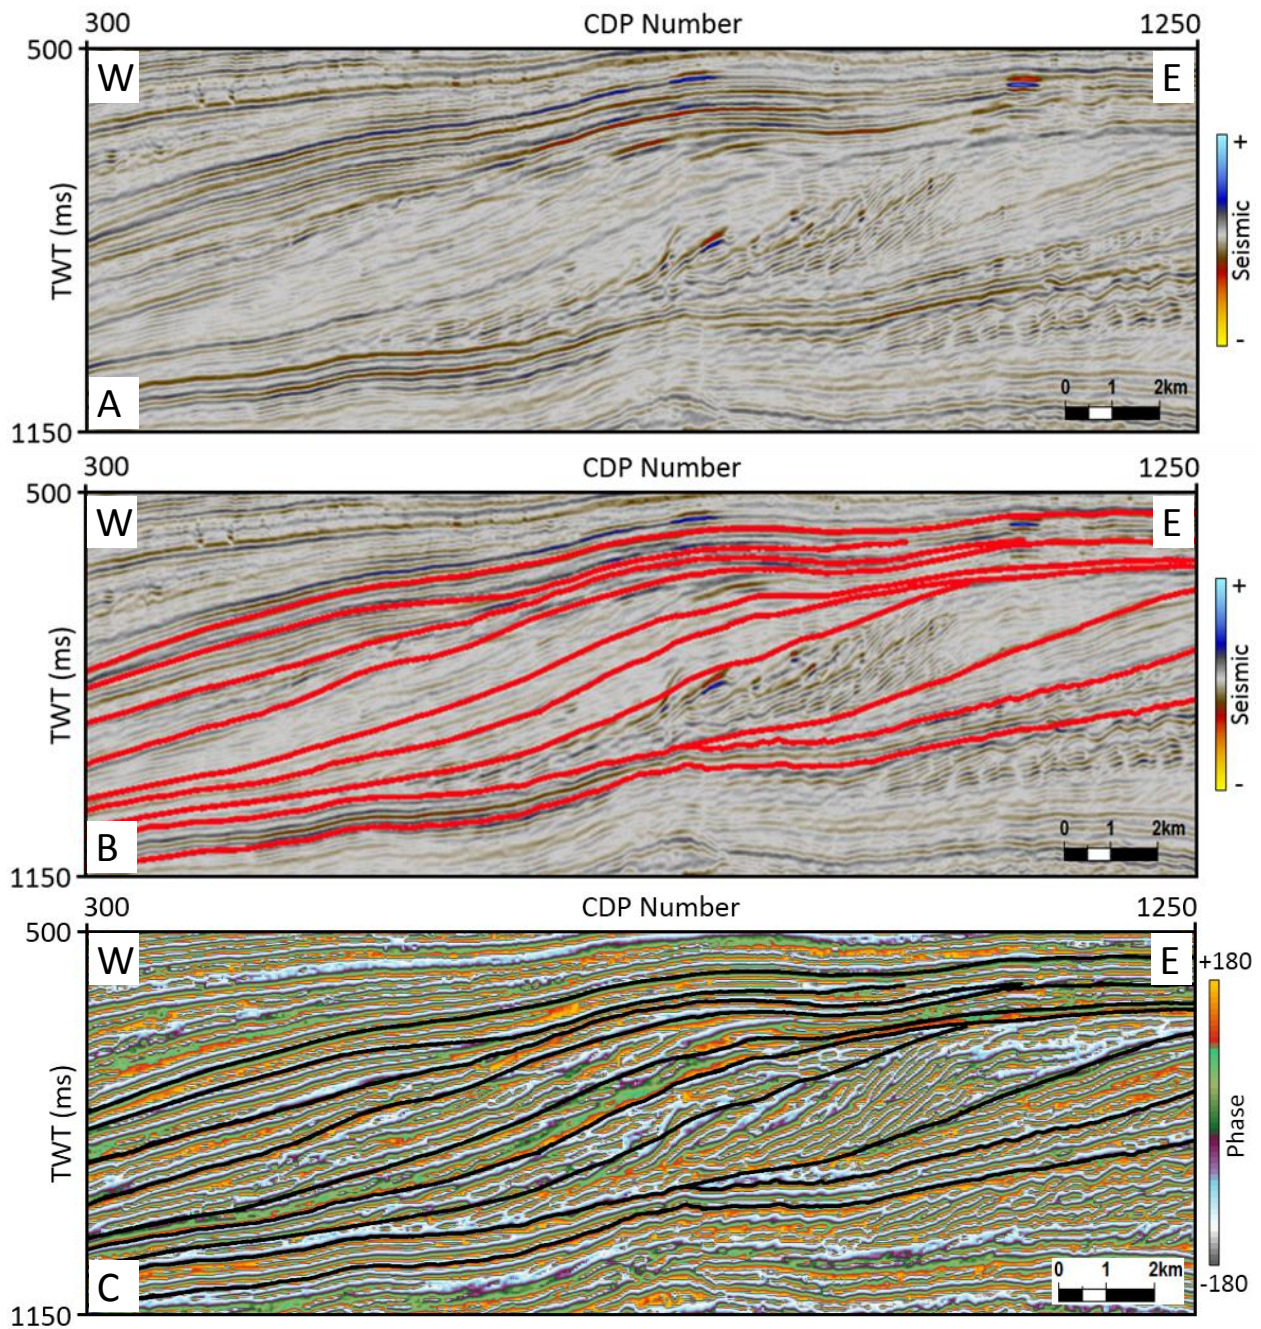 300 CDP Number 1250
500
W E
TWT (ms)
+
Seismic
-
A
0 1 2km
1150
300 CDP Number 1250
500
W E
TWT (ms)
+
Seismic
-
B
0 1 2km
1150
300 CDP Number 1250
500
W E
+180
TWT (ms)
Phase
C
0 1 2km
-180
1150